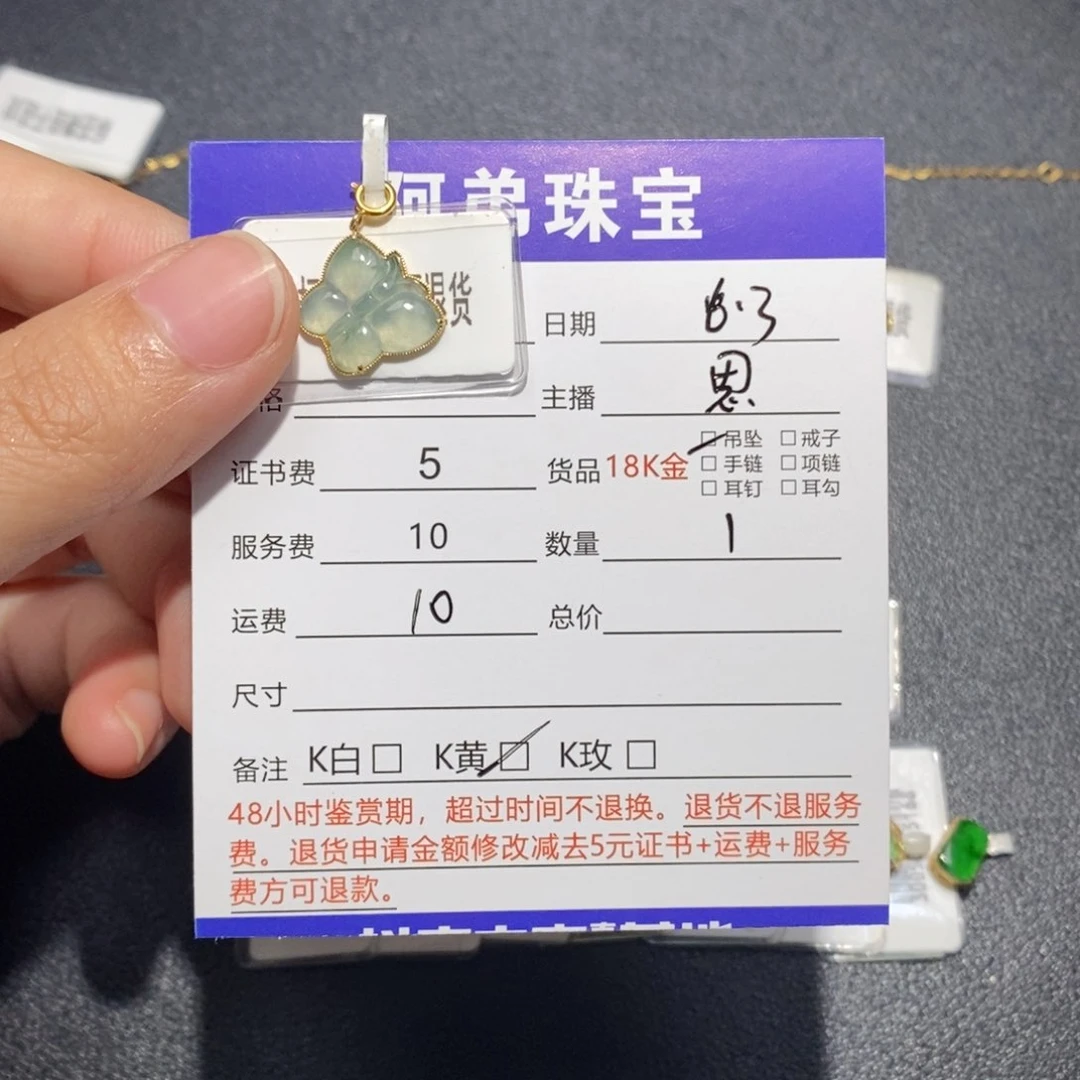 弟珠宝
退货
日期 6.3
主播 恩
证书费 5 货品 18K金 □吊坠 □戒子
□手链 □项链
□耳钉 □耳勾
服务费 10 数量 1
运费 10 总价
尺寸
备注 K白□ K黄□ K玫□
48小时鉴赏期，超过时间不退换。退货不退服务
费。退货申请金额修改减去5元证书+运费+服务
费方可退款。